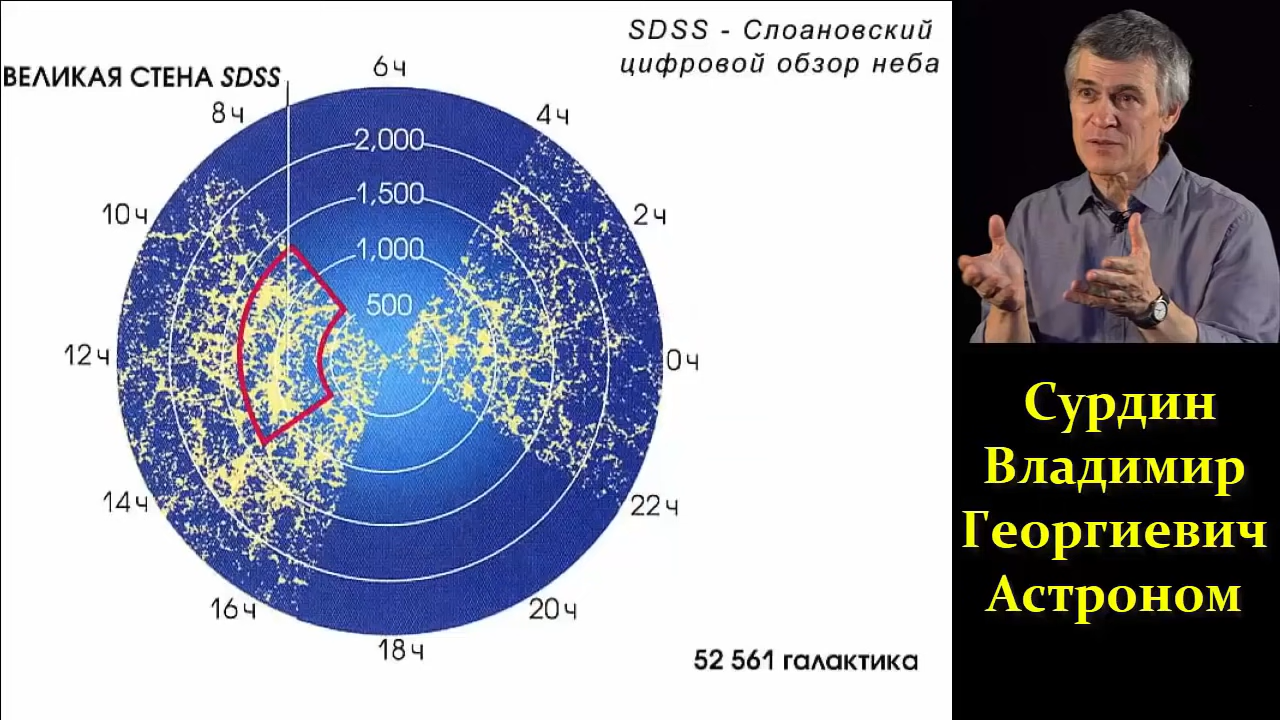 SDSS - Слоановский
цифровой обзор неба
ВЕЛИКАЯ СТЕНА SDSS
6 ч
8 ч
4 ч
2,000
10 ч
1,500
2 ч
1,000
500
12 ч
0 ч
14 ч
22 ч
16 ч
20 ч
18 ч
52 561 галактика
Сурдин
Владимир
Георгиевич
Астроном